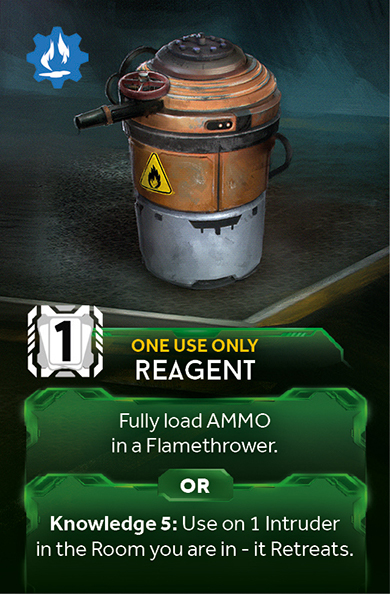 1
ONE USE ONLY
REAGENT
Fully load AMMO
in a Flamethrower.
OR
Knowledge 5: Use on 1 Intruder
in the Room you are in - it Retreats.